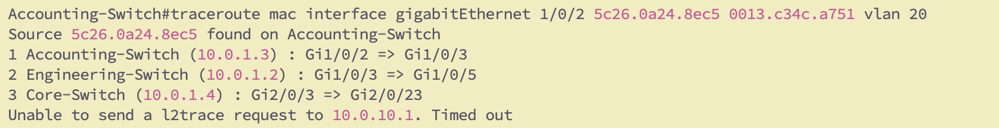 Accounting-Switch#traceroute mac interface gigabitEthernet 1/0/2 5c26.0a24.8ec5 0013.c34c.a751 vlan 20
Source 5c26.0a24.8ec5 found on Accounting-Switch
1 Accounting-Switch (10.0.1.3) : Gi1/0/2 => Gi1/0/3
2 Engineering-Switch (10.0.1.2) : Gi1/0/3 => Gi1/0/5
3 Core-Switch (10.0.1.4) : Gi2/0/3 => Gi2/0/23
Unable to send a l2trace request to 10.0.10.1. Timed out